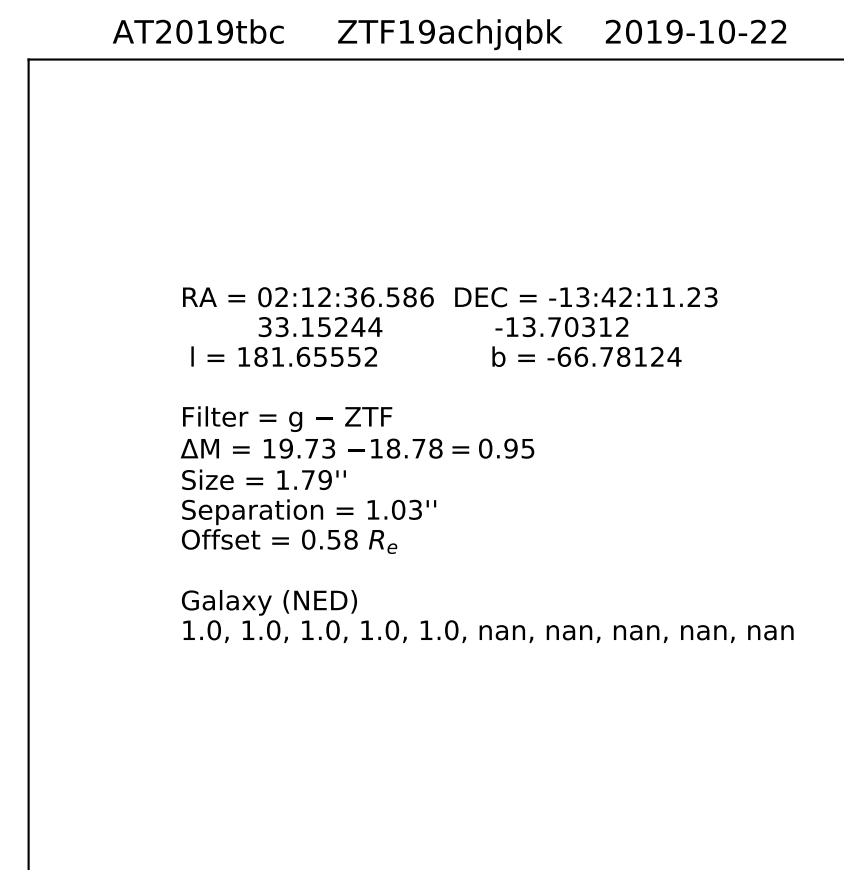 AT2019tbc ZTF19achjqbk 2019-10-22
RA = 02:12:36.586 DEC = -13:42:11.23
33.15244 -13.70312
l = 181.65552 b = -66.78124
Filter = g − ZTF
ΔM = 19.73 −18.78 = 0.95
Size = 1.79''
Separation = 1.03''
Offset = 0.58 Re
Galaxy (NED)
1.0, 1.0, 1.0, 1.0, 1.0, nan, nan, nan, nan, nan